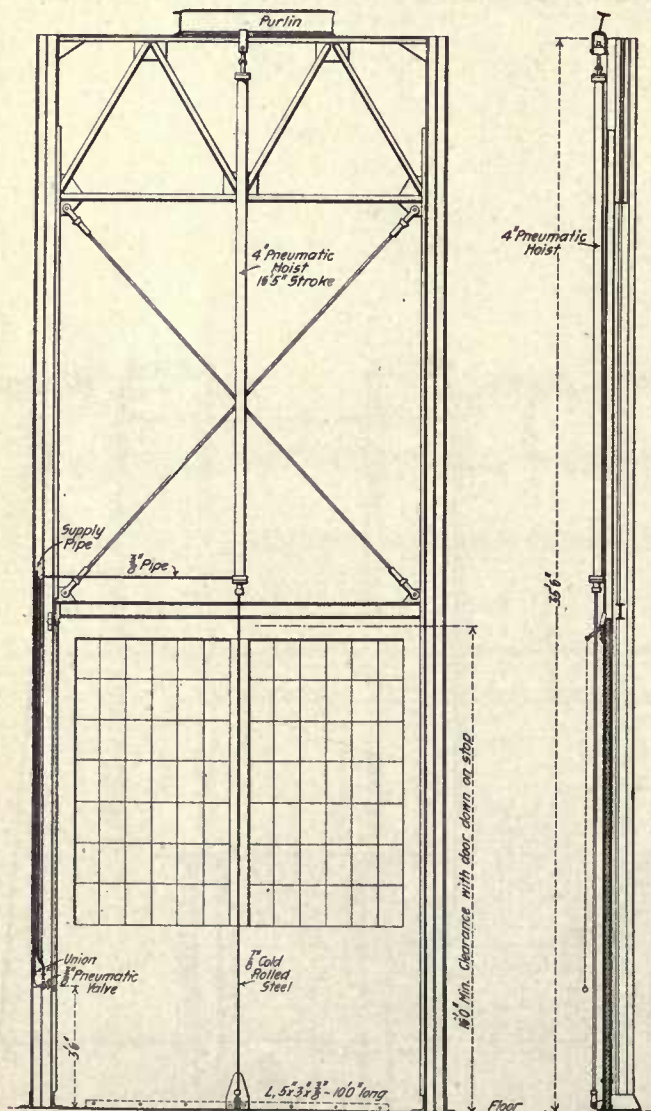 Purlin
4" Pneumatic
Hoist
16'5" Stroke
4" Pneumatic
Hoist
Supply
Pipe
3/8" Pipe
35'6"
16'0" Min. Clearance with door down on stop
Union
Pneumatic
Valve
7/8" Cold
Rolled
Steel
3'6"
L, 5"x3"x3/8"-10'0" long
Floor